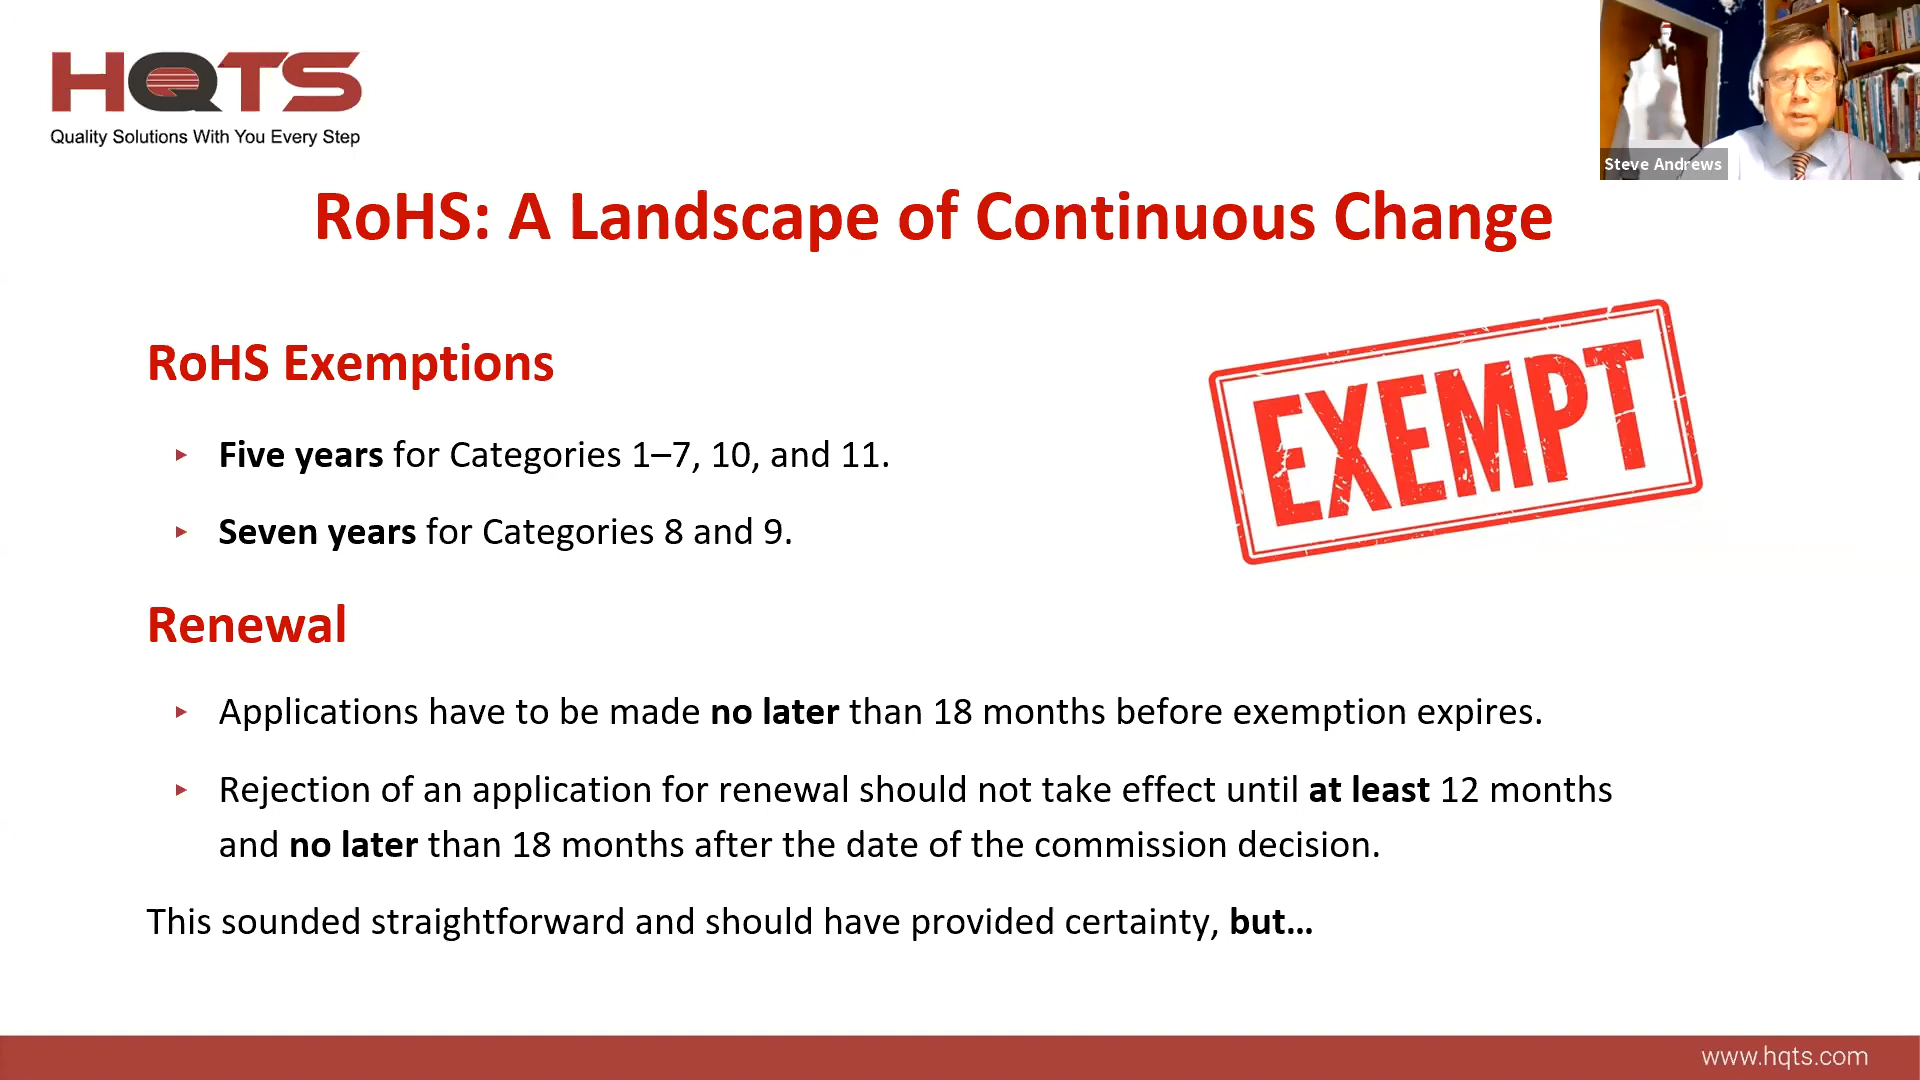 HQTS
Quality Solutions With You Every Step
Steve Andrews
RoHS: A Landscape of Continuous Change
RoHS Exemptions
EXEMPT
Five years for Categories 1–7, 10, and 11.
Seven years for Categories 8 and 9.
Renewal
Applications have to be made no later than 18 months before exemption expires.
Rejection of an application for renewal should not take effect until at least 12 months
and no later than 18 months after the date of the commission decision.
This sounded straightforward and should have provided certainty, but...
www.hqts.com